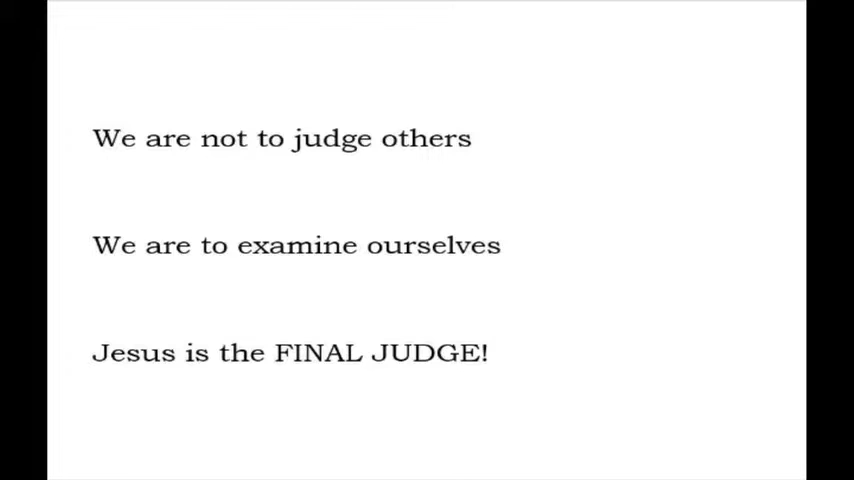 We are not to judge others
We are to examine ourselves
Jesus is the FINAL JUDGE!